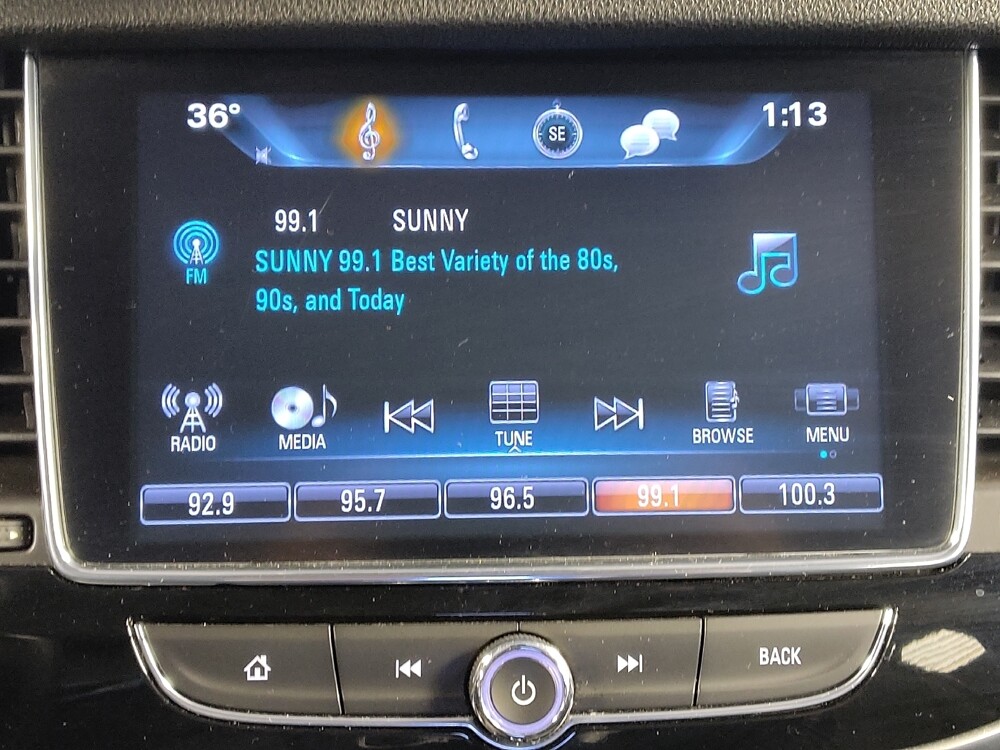 36° 1:13
SE
99.1 SUNNY
FM
SUNNY 99.1 Best Variety of the 80s,
90s, and Today
RADIO MEDIA TUNE BROWSE MENU
92.9 95.7 96.5 99.1 100.3
BACK